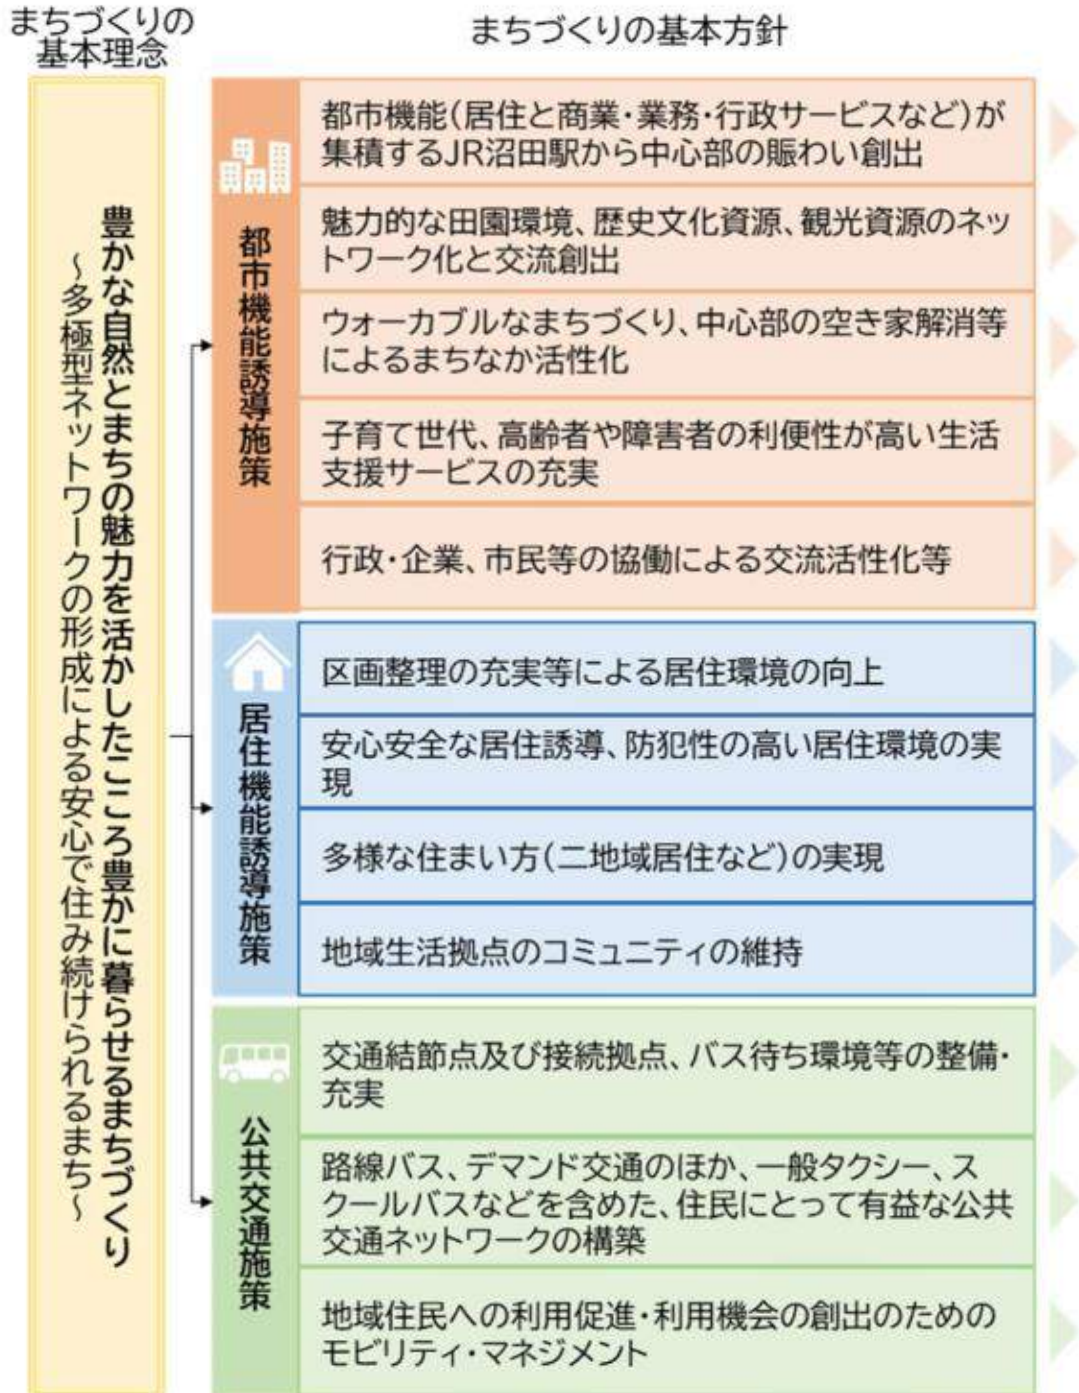 まちづくりの
基本理念
まちづくりの基本方針
豊かな自然とまちの魅力を活かしたこころ豊かに暮らせるまちづくり
～多極型ネットワークの形成による安心で住み続けられるまち～
都市機能誘導施策
都市機能(居住と商業・業務・行政サービスなど)が
集積するJR沼田駅から中心部の賑わい創出
魅力的な田園環境、歴史文化資源、観光資源のネッ
トワーク化と交流創出
ウォーカブルなまちづくり、中心部の空き家解消等
によるまちなか活性化
子育て世代、高齢者や障害者の利便性が高い生活
支援サービスの充実
行政・企業、市民等の協働による交流活性化等
居住機能誘導施策
区画整理の充実等による居住環境の向上
安心安全な居住誘導、防犯性の高い居住環境の実
現
多様な住まい方(二地域居住など)の実現
地域生活拠点のコミュニティの維持
公共交通施策
交通結節点及び接続拠点、バス待ち環境等の整備・
充実
路線バス、デマンド交通のほか、一般タクシー、ス
クールバスなどを含めた、住民にとって有益な公共
交通ネットワークの構築
地域住民への利用促進・利用機会の創出のための
モビリティ・マネジメント